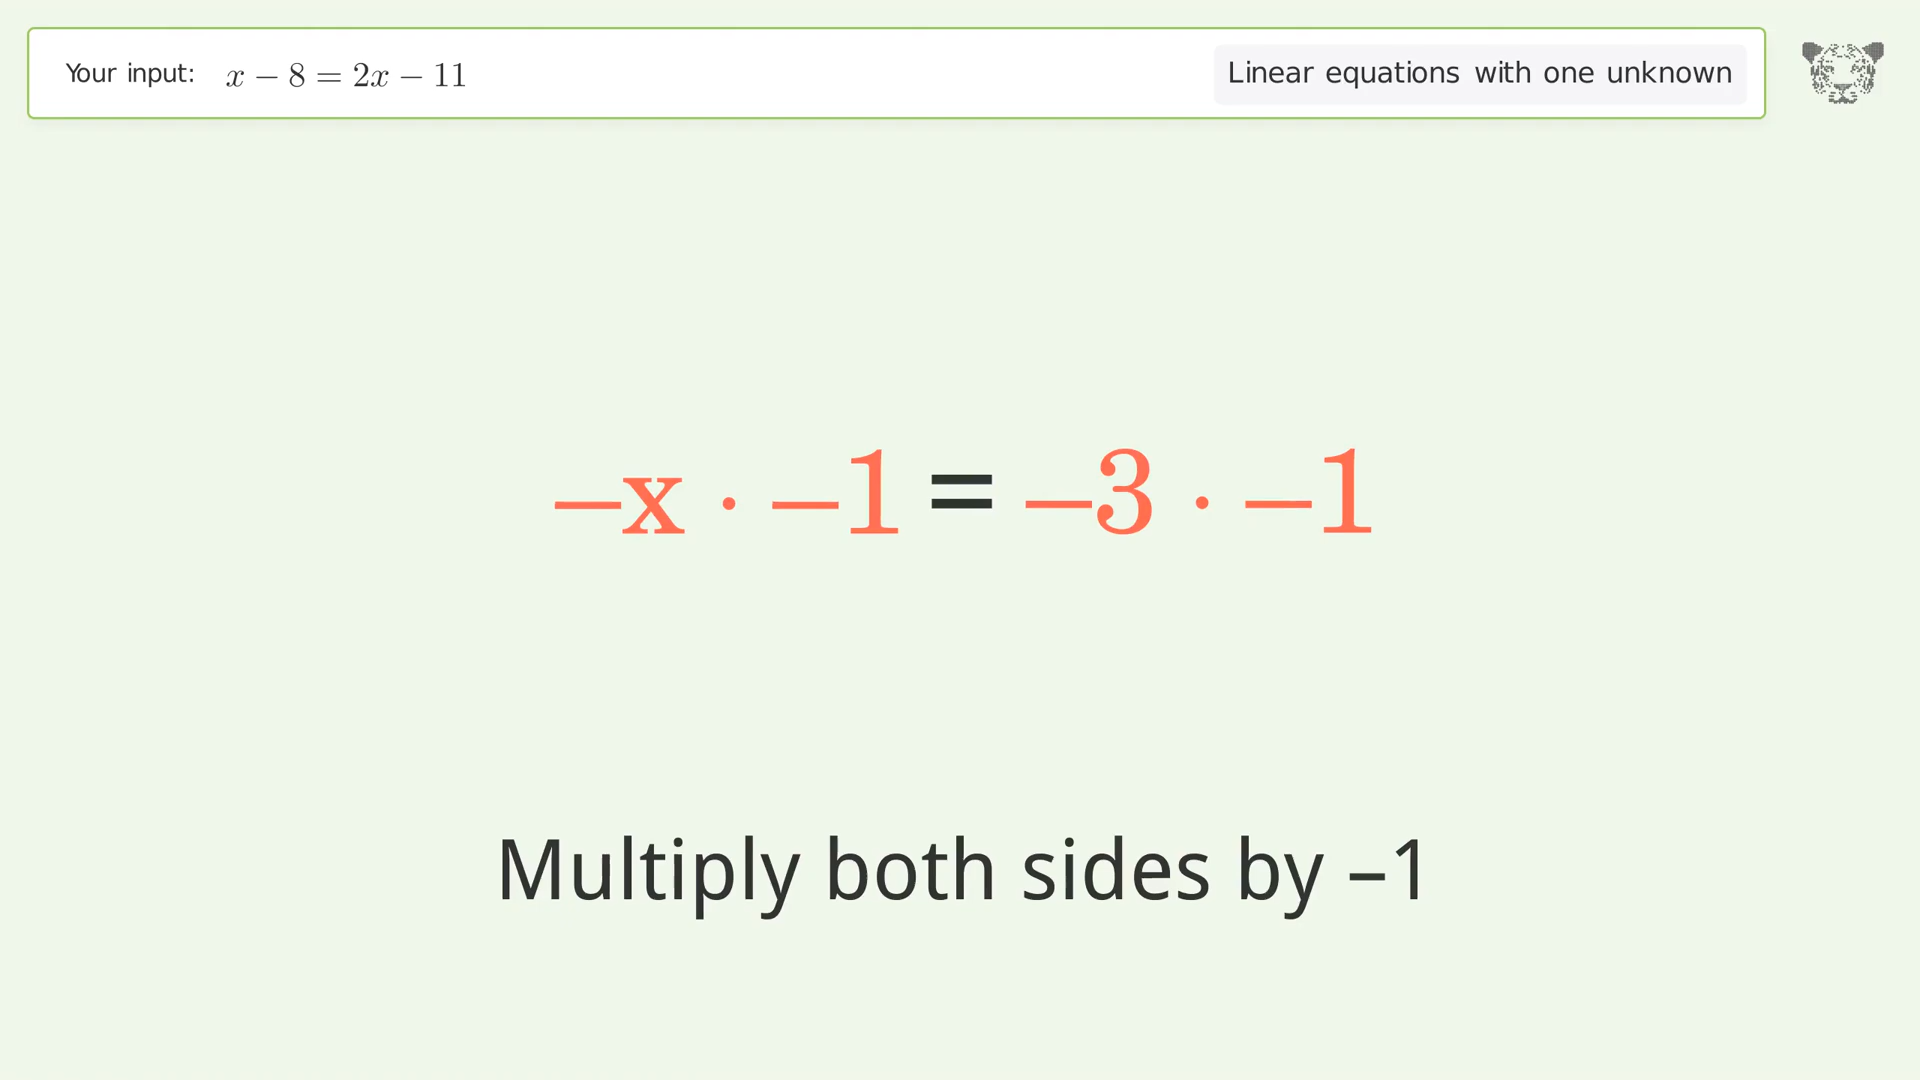 Your input: x − 8 = 2x − 11
Linear equations with one unknown
−x · −1 = −3 · −1
Multiply both sides by −1